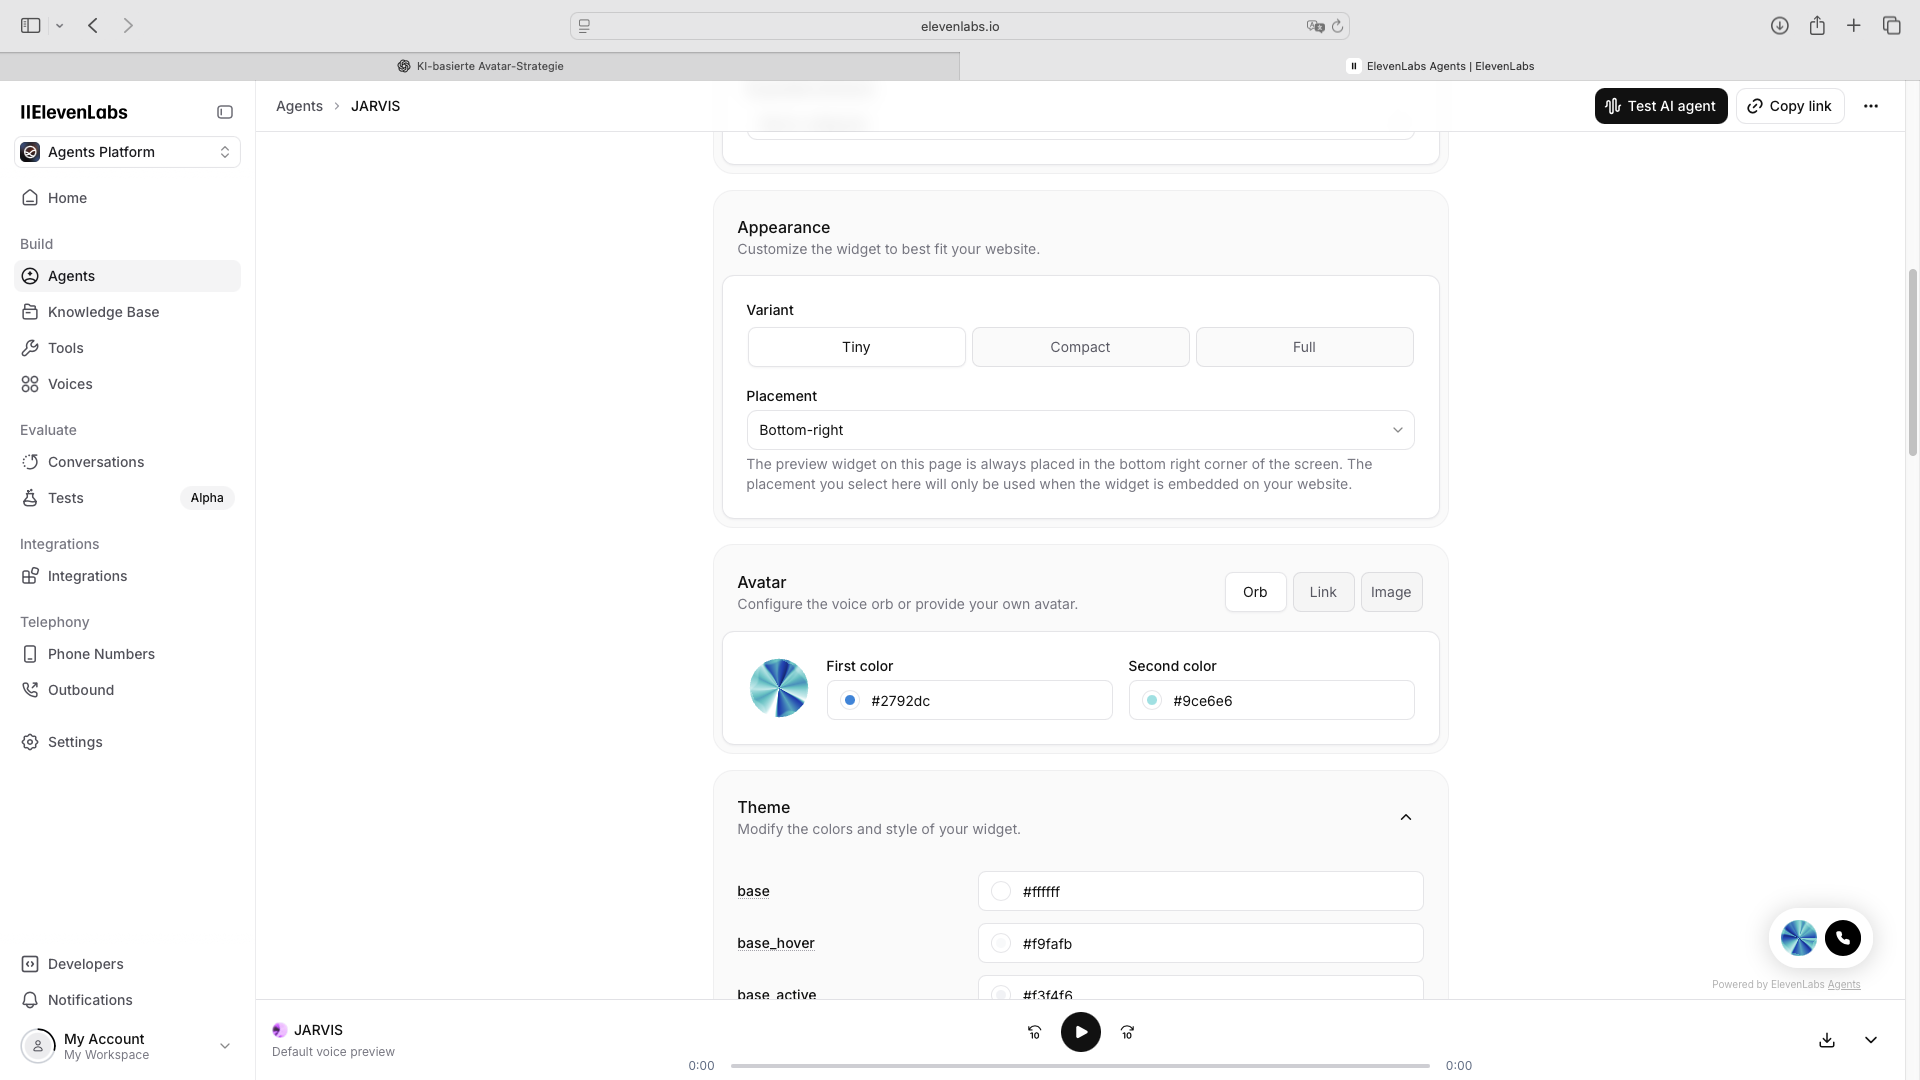 elevenlabs.io
KI-basierte Avatar-Strategie
ElevenLabs Agents | ElevenLabs
IIElevenLabs
Agents Platform
Home
Build
Agents
Knowledge Base
Tools
Voices
Evaluate
Conversations
Tests
Alpha
Integrations
Integrations
Telephony
Phone Numbers
Outbound
Settings
Developers
Notifications
My Account
My Workspace
Agents › JARVIS
Test AI agent
Copy link
Appearance
Customize the widget to best fit your website.
Variant
Tiny
Compact
Full
Placement
Bottom-right
The preview widget on this page is always placed in the bottom right corner of the screen. The
placement you select here will only be used when the widget is embedded on your website.
Avatar
Configure the voice orb or provide your own avatar.
Orb
Link
Image
First color
#2792dc
Second color
#9ce6e6
Theme
Modify the colors and style of your widget.
base
#ffffff
base_hover
#f9fafb
base_active
#f3f4f6
Powered by ElevenLabs Agents
JARVIS
Default voice preview
10
10
0:00
0:00